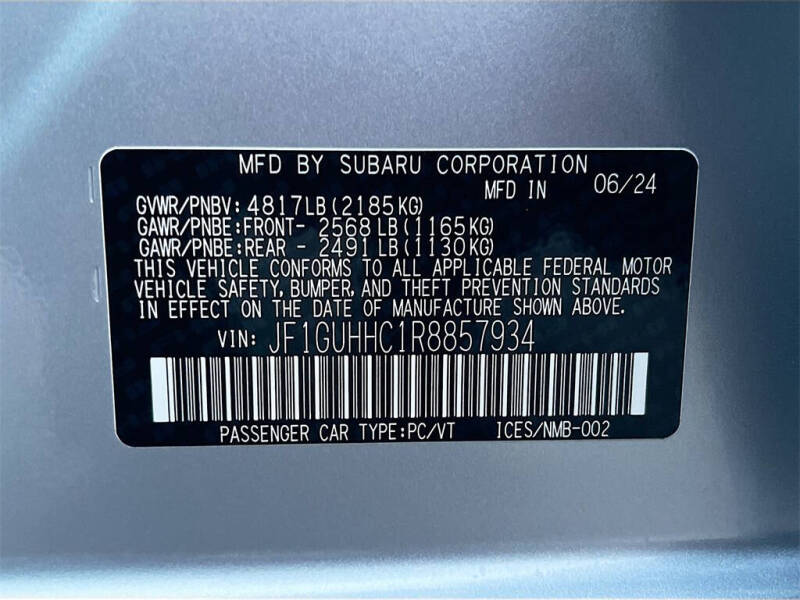 MFD BY SUBARU CORPORATION
MFD IN 06/24
GVWR/PNBV: 4817LB(2185KG)
GAWR/PNBE:FRONT- 2568LB(1165KG)
GAWR/PNBE:REAR - 2491LB(1130KG)
THIS VEHICLE CONFORMS TO ALL APPLICABLE FEDERAL MOTOR
VEHICLE SAFETY, BUMPER, AND THEFT PREVENTION STANDARDS
IN EFFECT ON THE DATE OF MANUFACTURE SHOWN ABOVE.
VIN: JF1GUHHC1R8857934
PASSENGER CAR TYPE:PC/VT ICES/NMB-002